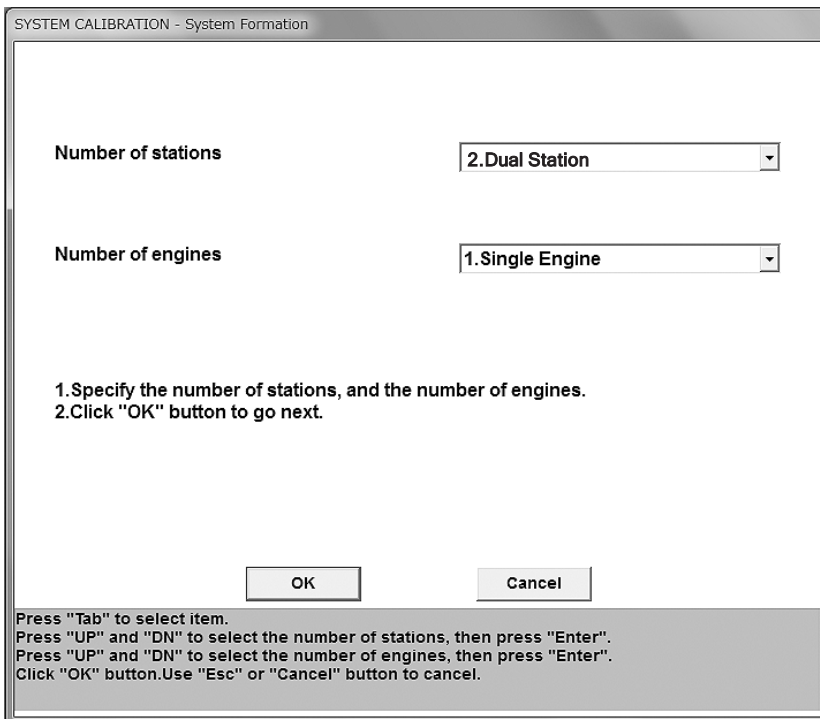 SYSTEM CALIBRATION - System Formation
Number of stations
2.Dual Station
Number of engines
1.Single Engine
1.Specify the number of stations, and the number of engines.
2.Click "OK" button to go next.
OK
Cancel
Press "Tab" to select item.
Press "UP" and "DN" to select the number of stations, then press "Enter".
Press "UP" and "DN" to select the number of engines, then press "Enter".
Click "OK" button.Use "Esc" or "Cancel" button to cancel.